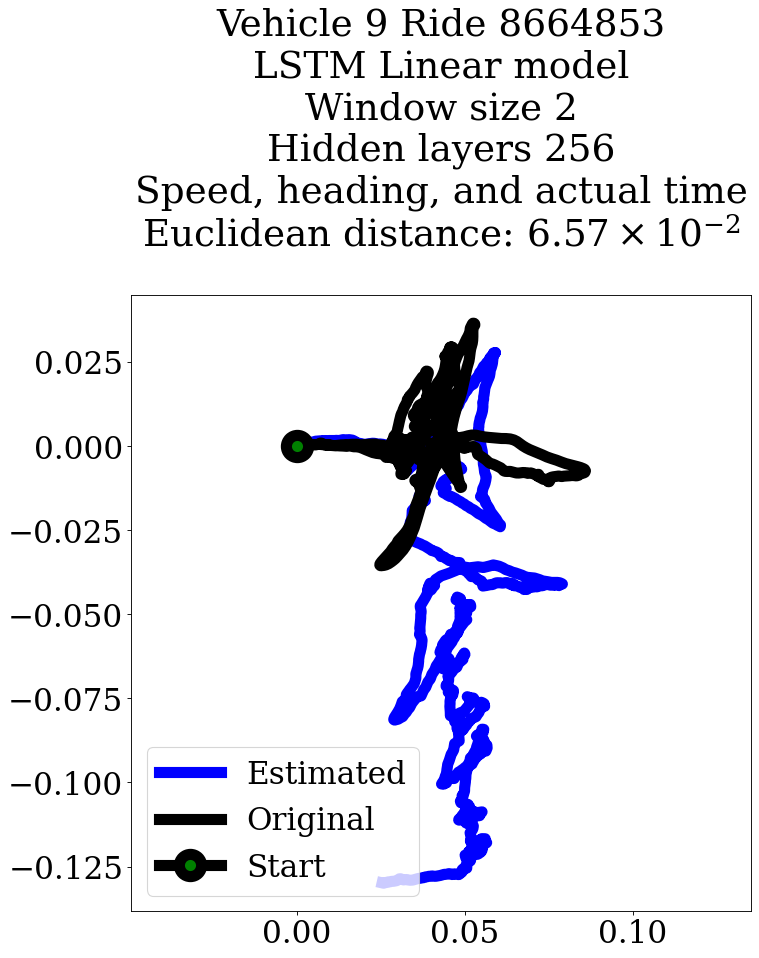 Vehicle 9 Ride 8664853
LSTM Linear model
Window size 2
Hidden layers 256
Speed, heading, and actual time
Euclidean distance: 6.57 × 10⁻²
0.025
0.000
−0.025
−0.050
−0.075
−0.100
−0.125
Estimated
Original
Start
0.00 0.05 0.10